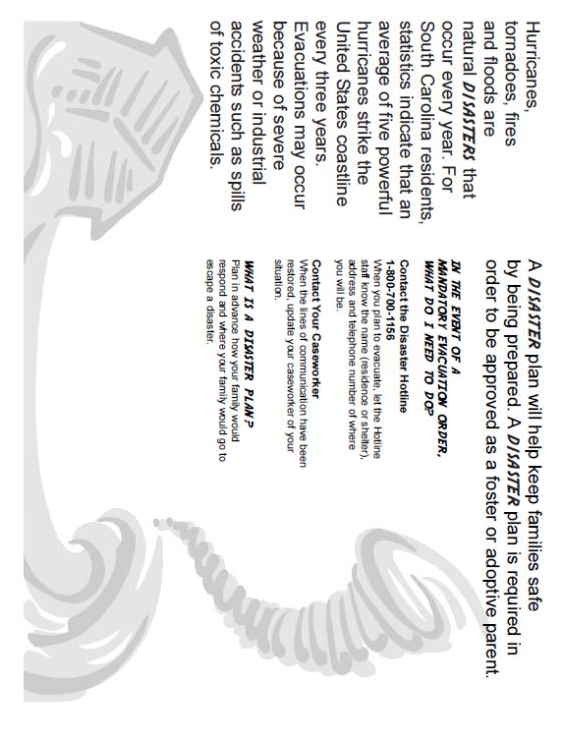 Hurricanes,
tornadoes, fires
and floods are
natural DISASTERS that
occur every year. For
South Carolina residents,
statistics indicate that an
average of five powerful
hurricanes strike the
United States coastline
every three years.
Evacuations may occur
because of severe
weather or industrial
accidents such as spills
of toxic chemicals.
A DISASTER plan will help keep families safe
by being prepared. A DISASTER plan is required in
order to be approved as a foster or adoptive parent.
IN THE EVENT OF A
MANDATORY EVACUATION ORDER,
WHAT DO I NEED TO DO?
Contact the Disaster Hotline
1-800-700-1156
When you plan to evacuate, let the Hotline
staff know the name (residence or shelter),
address and telephone number of where
you will be.
Contact Your Caseworker
When the lines of communication have been
restored, update your caseworker of your
situation.
WHAT IS A DISASTER PLAN?
Plan in advance how your family would
respond and where your family would go to
escape a disaster.